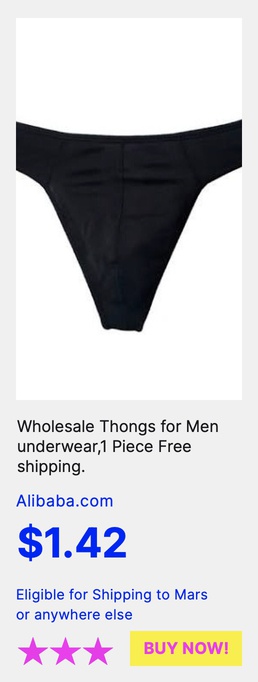 Wholesale Thongs for Men
underwear,1 Piece Free
shipping.
Alibaba.com
$1.42
Eligible for Shipping to Mars
or anywhere else
BUY NOW!